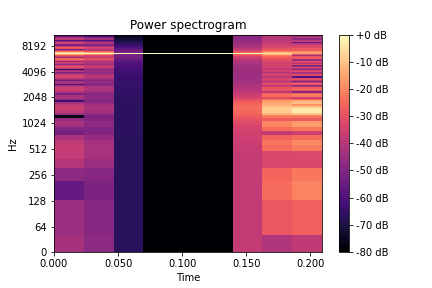 Power spectrogram
+0 dB
8192
-10 dB
4096
-20 dB
2048
-30 dB
1024
Hz
512
-40 dB
256
-50 dB
128
-60 dB
64
-70 dB
0
-80 dB
0.000
0.050
0.100
0.150
0.200
Time